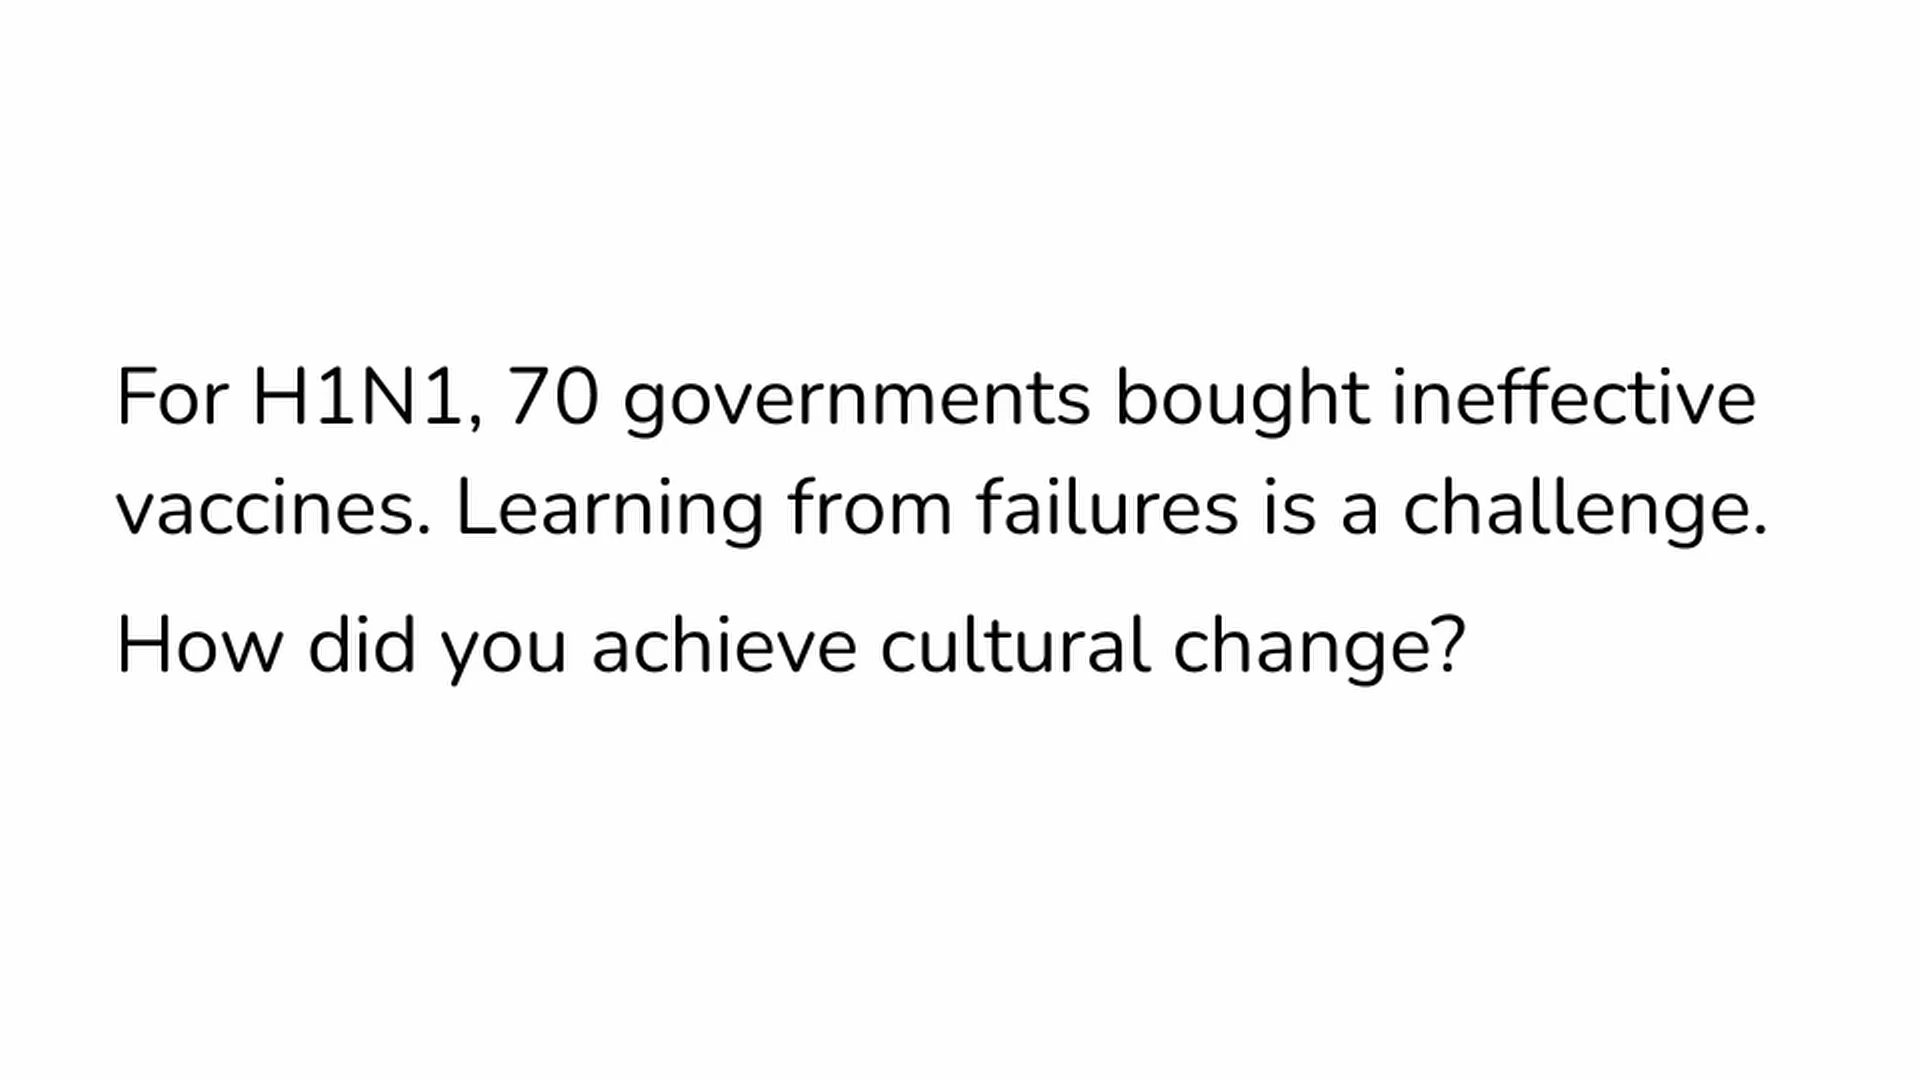 For H1N1, 70 governments bought ineffective
vaccines. Learning from failures is a challenge.
How did you achieve cultural change?